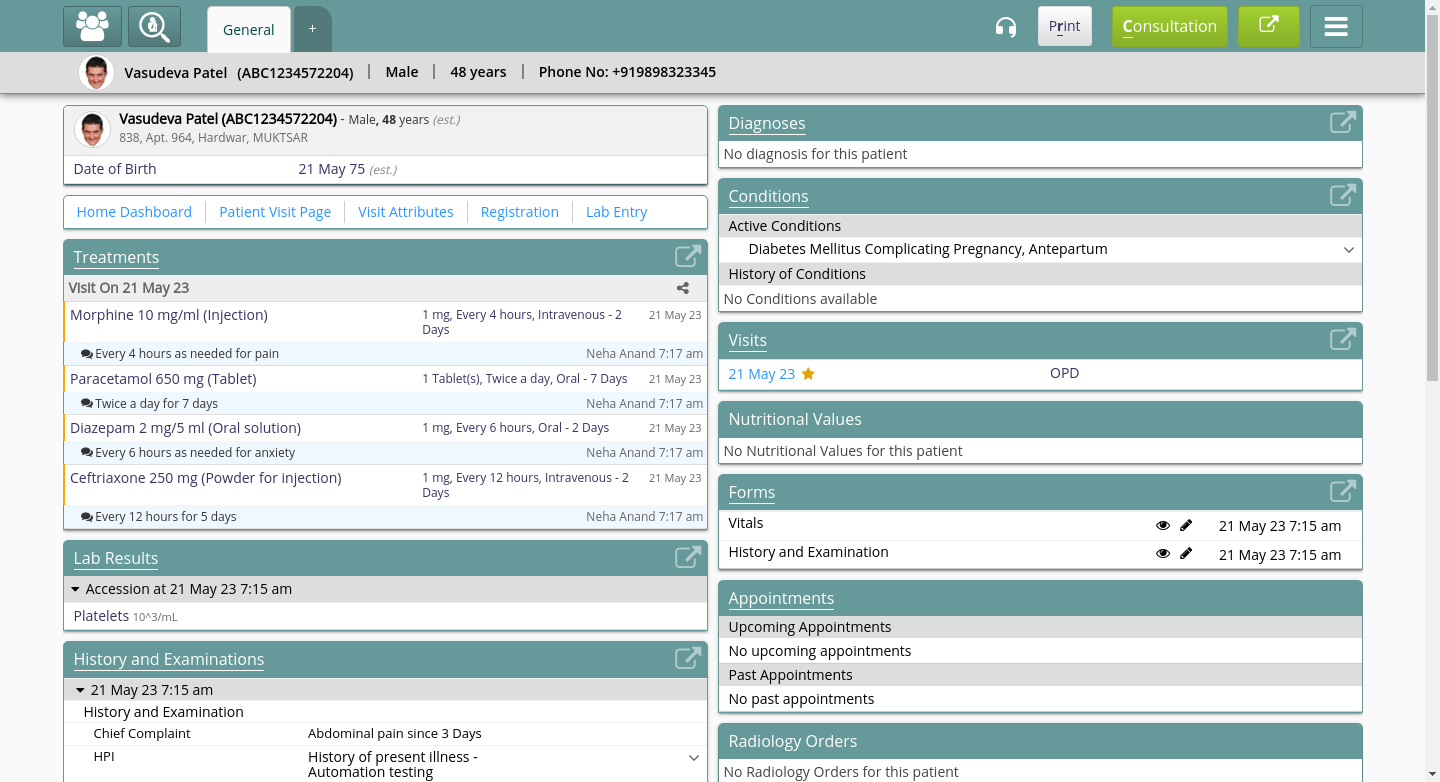 General
+
Print
Consultation
Vasudeva Patel (ABC1234572204) | Male | 48 years | Phone No: +919898323345
Vasudeva Patel (ABC1234572204) - Male, 48 years (est.)
838, Apt. 964, Hardwar, MUKTSAR
Date of Birth 21 May 75 (est.)
Home Dashboard Patient Visit Page Visit Attributes Registration Lab Entry
Treatments
Visit On 21 May 23
Morphine 10 mg/ml (Injection) 1 mg, Every 4 hours, Intravenous - 2 21 May 23
Days
Every 4 hours as needed for pain Neha Anand 7:17 am
Paracetamol 650 mg (Tablet) 1 Tablet(s), Twice a day, Oral - 7 Days 21 May 23
Twice a day for 7 days Neha Anand 7:17 am
Diazepam 2 mg/5 ml (Oral solution) 1 mg, Every 6 hours, Oral - 2 Days 21 May 23
Every 6 hours as needed for anxiety Neha Anand 7:17 am
Ceftriaxone 250 mg (Powder for injection) 1 mg, Every 12 hours, Intravenous - 2 21 May 23
Days
Every 12 hours for 5 days Neha Anand 7:17 am
Lab Results
Accession at 21 May 23 7:15 am
Platelets 10^3/mL
History and Examinations
21 May 23 7:15 am
History and Examination
Chief Complaint Abdominal pain since 3 Days
HPI History of present illness -
Automation testing
Diagnoses
No diagnosis for this patient
Conditions
Active Conditions
Diabetes Mellitus Complicating Pregnancy, Antepartum
History of Conditions
No Conditions available
Visits
21 May 23 OPD
Nutritional Values
No Nutritional Values for this patient
Forms
Vitals 21 May 23 7:15 am
History and Examination 21 May 23 7:15 am
Appointments
Upcoming Appointments
No upcoming appointments
Past Appointments
No past appointments
Radiology Orders
No Radiology Orders for this patient